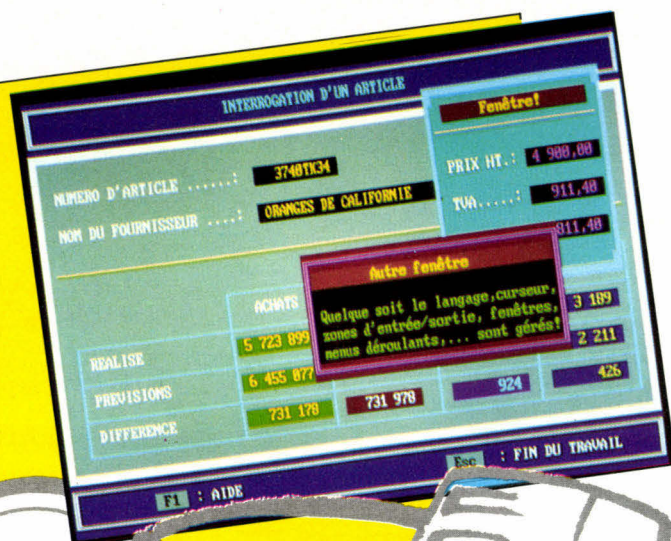 INTERROGATION D'UN ARTICLE
Fenêtre!
NUMERO D'ARTICLE ......: 3740TK34
NOM DU FOURNISSEUR ....: ORANGES DE CALIFORNIE
PRIX HT.: 4 900,00
TVA.....: 911,40
811,40
Autre fenêtre
Quelque soit le langage,curseur,
zones d'entrée/sortie, fenêtres,
menus déroulants,... sont gérés!
ACHATS
REALISE 5 723 899 3 189
PREVISIONS 6 455 077 2 211
DIFFERENCE 731 178 731 978 924 426
F1 : AIDE
Esc : FIN DU TRAVAIL